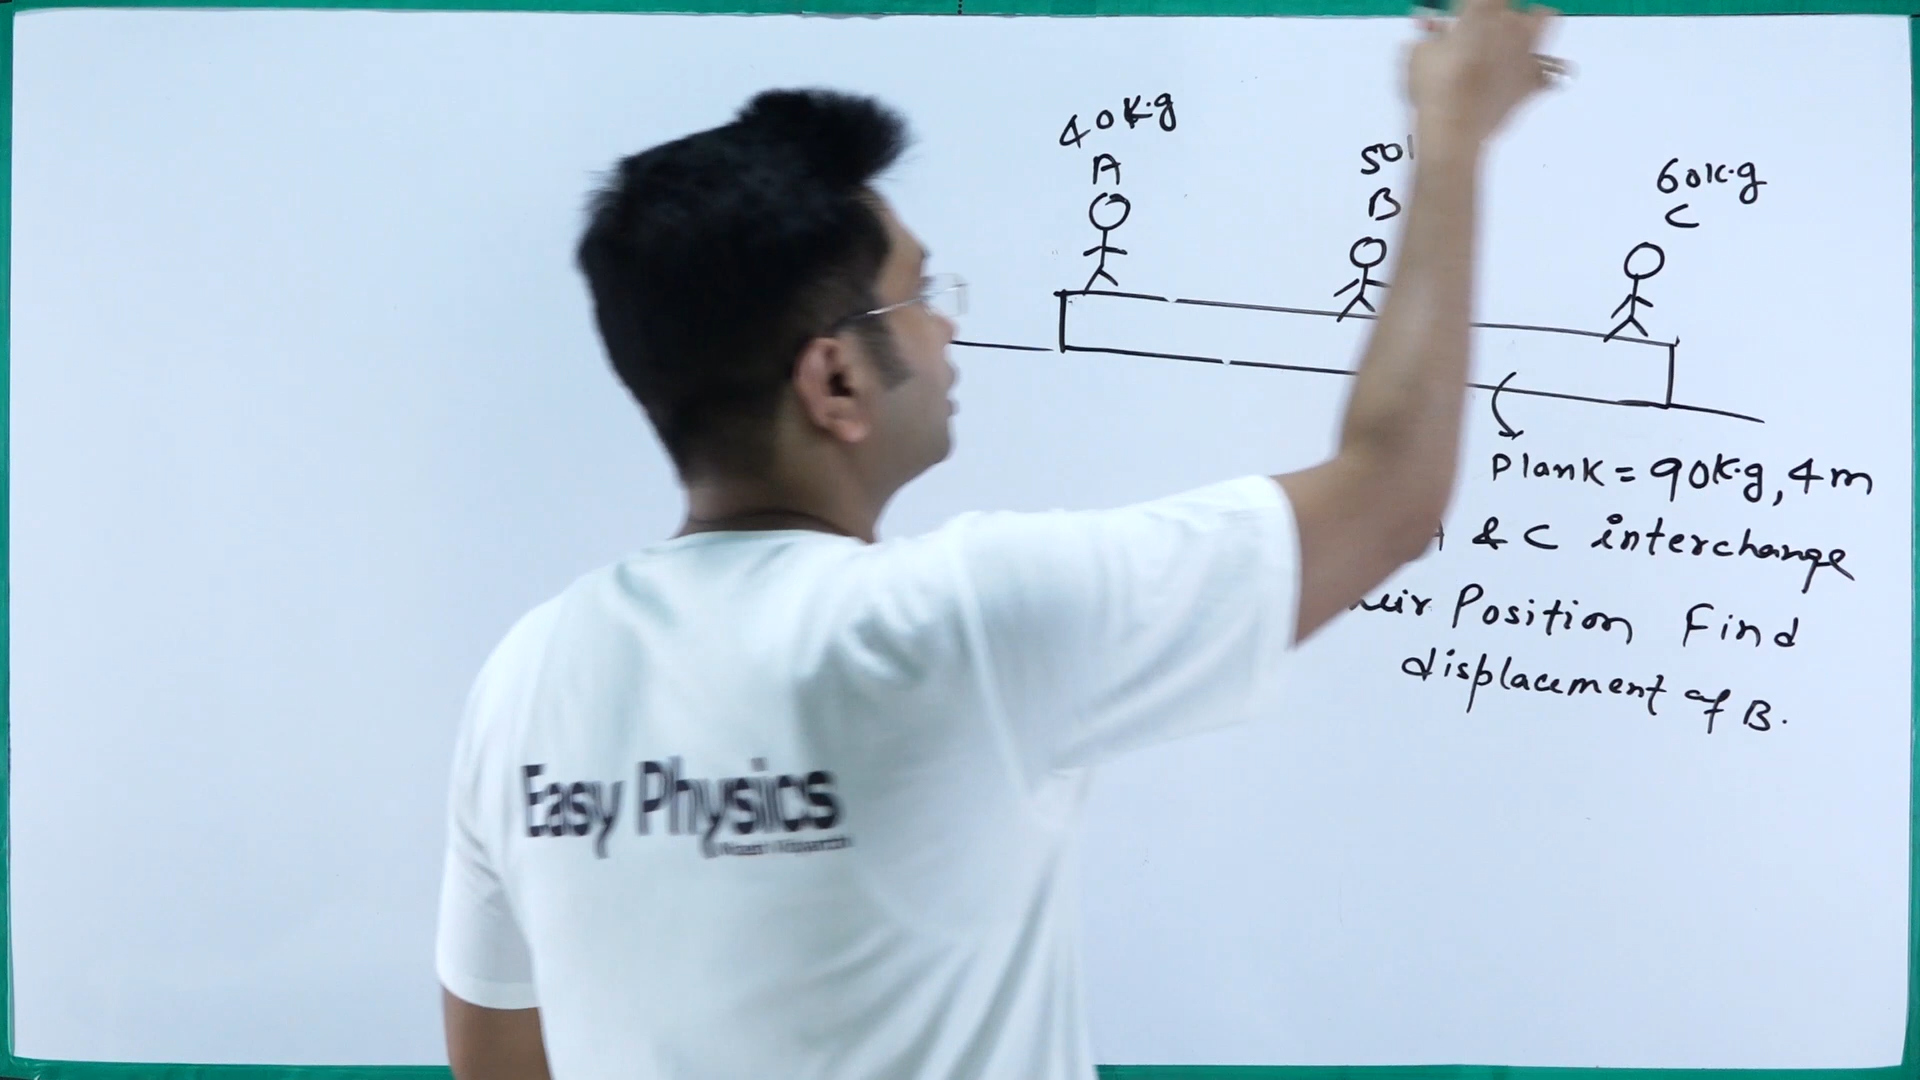 40kg
A
50
B
60kg
C
Plank = 90kg, 4m
& C interchange
Position Find
displacement of B.
Easy Physics